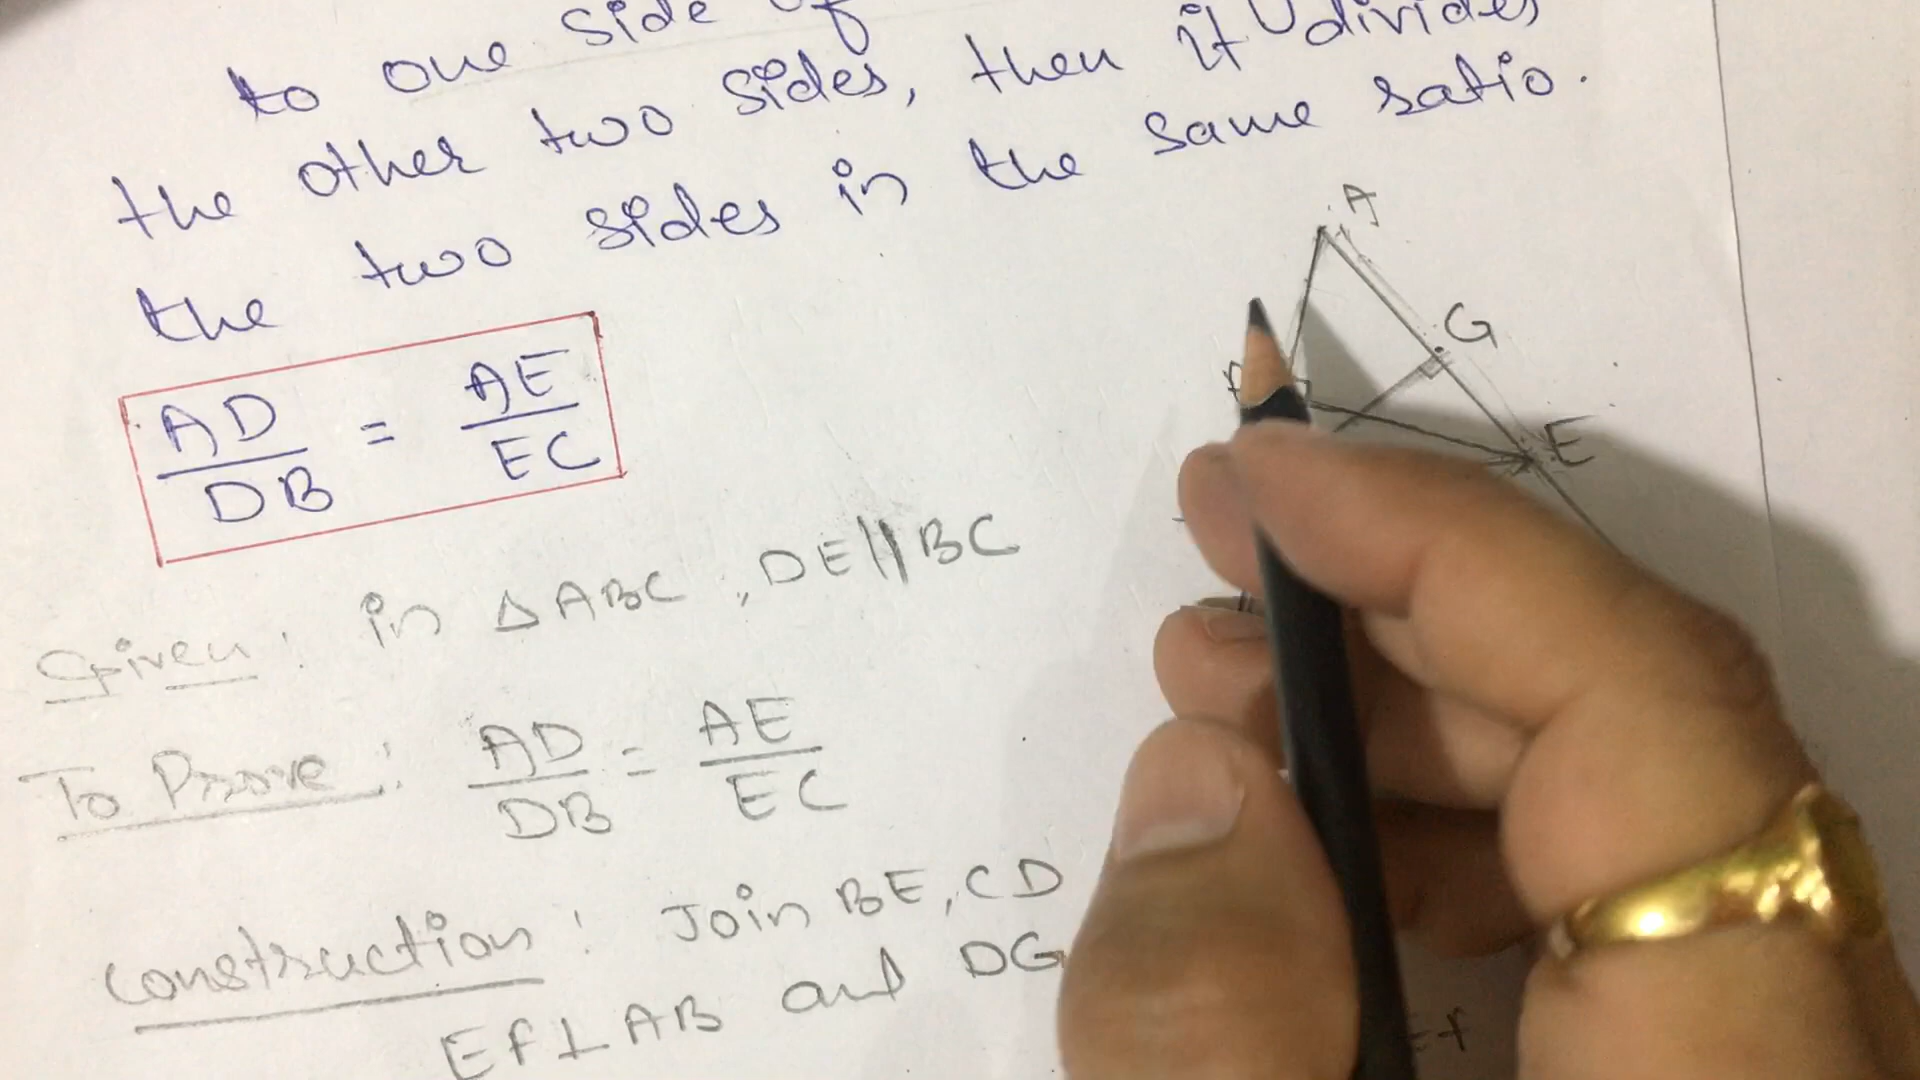 to one side of
the other two sides, then it divides
the two sides in the same ratio.
AD/DB = AE/EC
Given: in △ABC, DE||BC
To Prove: AD/DB = AE/EC
Construction: Join BE, CD
EF⊥AB and DG
A
G
E
EF